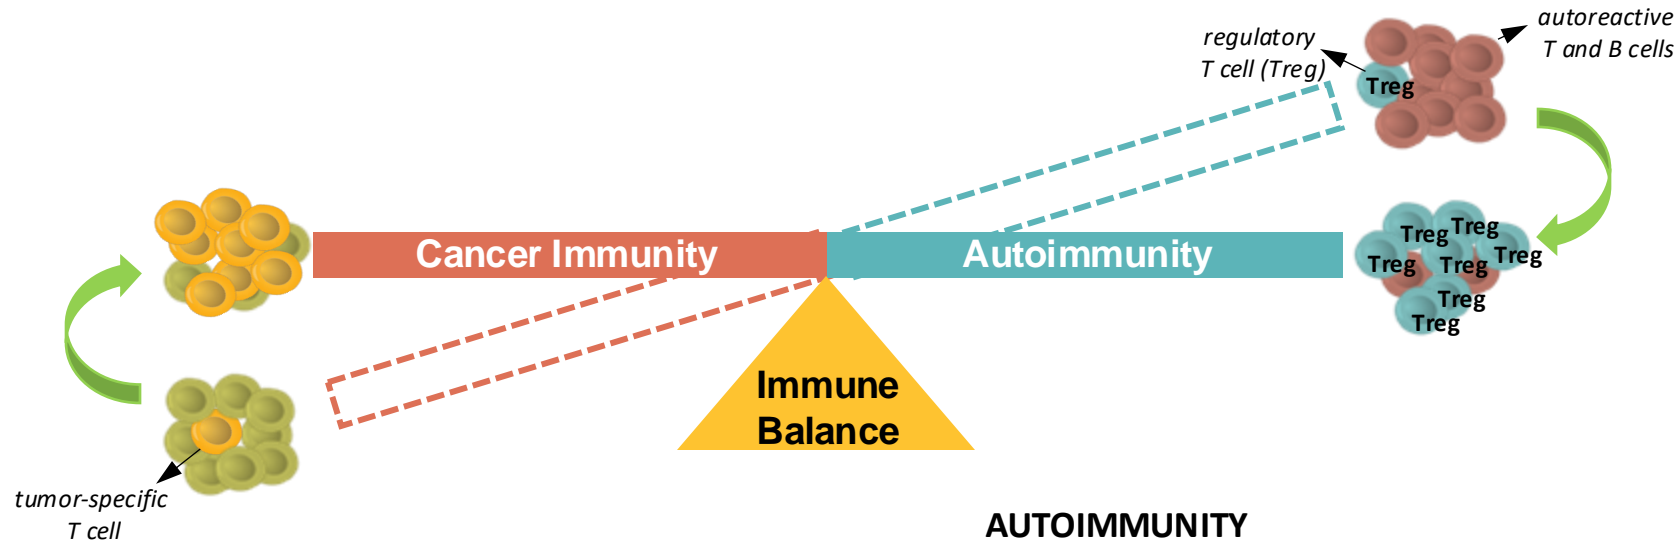 regulatory
T cell (Treg)
autoreactive
T and B cells
Treg
Cancer Immunity
Autoimmunity
Treg
Treg
Treg
Treg
Treg
Treg
Treg
Immune
Balance
tumor-specific
T cell
AUTOIMMUNITY